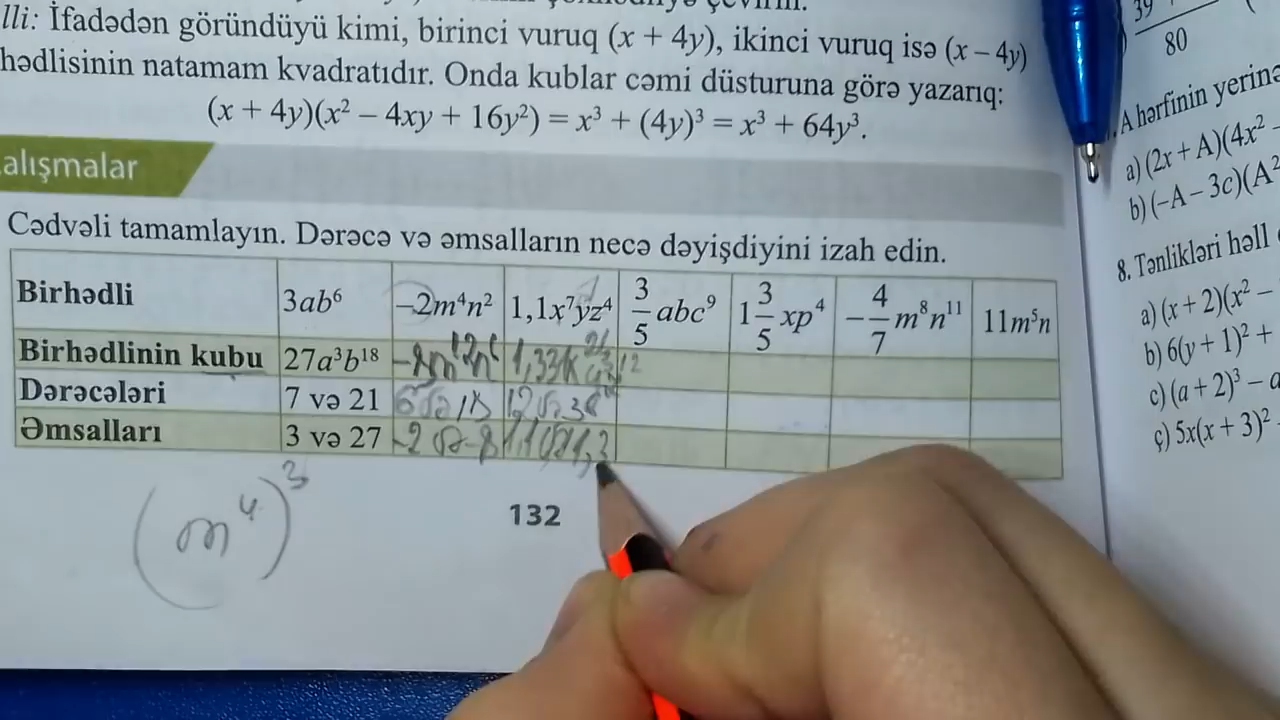 lli: İfadədən göründüyü kimi, birinci vuruq (x + 4y), ikinci vuruq isə (x – 4y)
hədlisinin natamam kvadratıdır. Onda kublar cəmi düsturuna görə yazarıq:
(x + 4y)(x² – 4xy + 16y²) = x³ + (4y)³ = x³ + 64y³.
alışmalar
Cədvəli tamamlayın. Dərəcə və əmsalların necə dəyişdiyini izah edin.
Birhədli 3ab⁶ –2m⁴n² 1,1x⁷yz⁴ 3/5 abc⁹ 1 3/5 xp⁴ –4/7 m⁸n¹¹ 11m⁵n
Birhədlinin kubu 27a³b¹⁸
Dərəcələri 7 və 21
Əmsalları 3 və 27
(m⁴)³
132
39
80
A hərfinin yerinə
a) (2x + A)(4x² –
b) (–A – 3c)(A²
8. Tənlikləri həll
a) (x + 2)(x² –
b) 6(y + 1)² +
c) (a + 2)³ – a
ç) 5x(x + 3)²